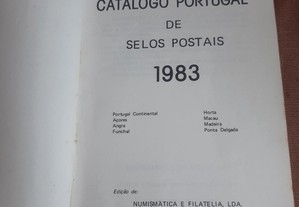 CATÁLOGO PORTUGAL
DE
SELOS POSTAIS
1983
Portugal Continental
Açores
Angra
Funchal
Horta
Macau
Madeira
Ponta Delgada
Edição de:
NUMISMÁTICA E FILATELIA, LDA.